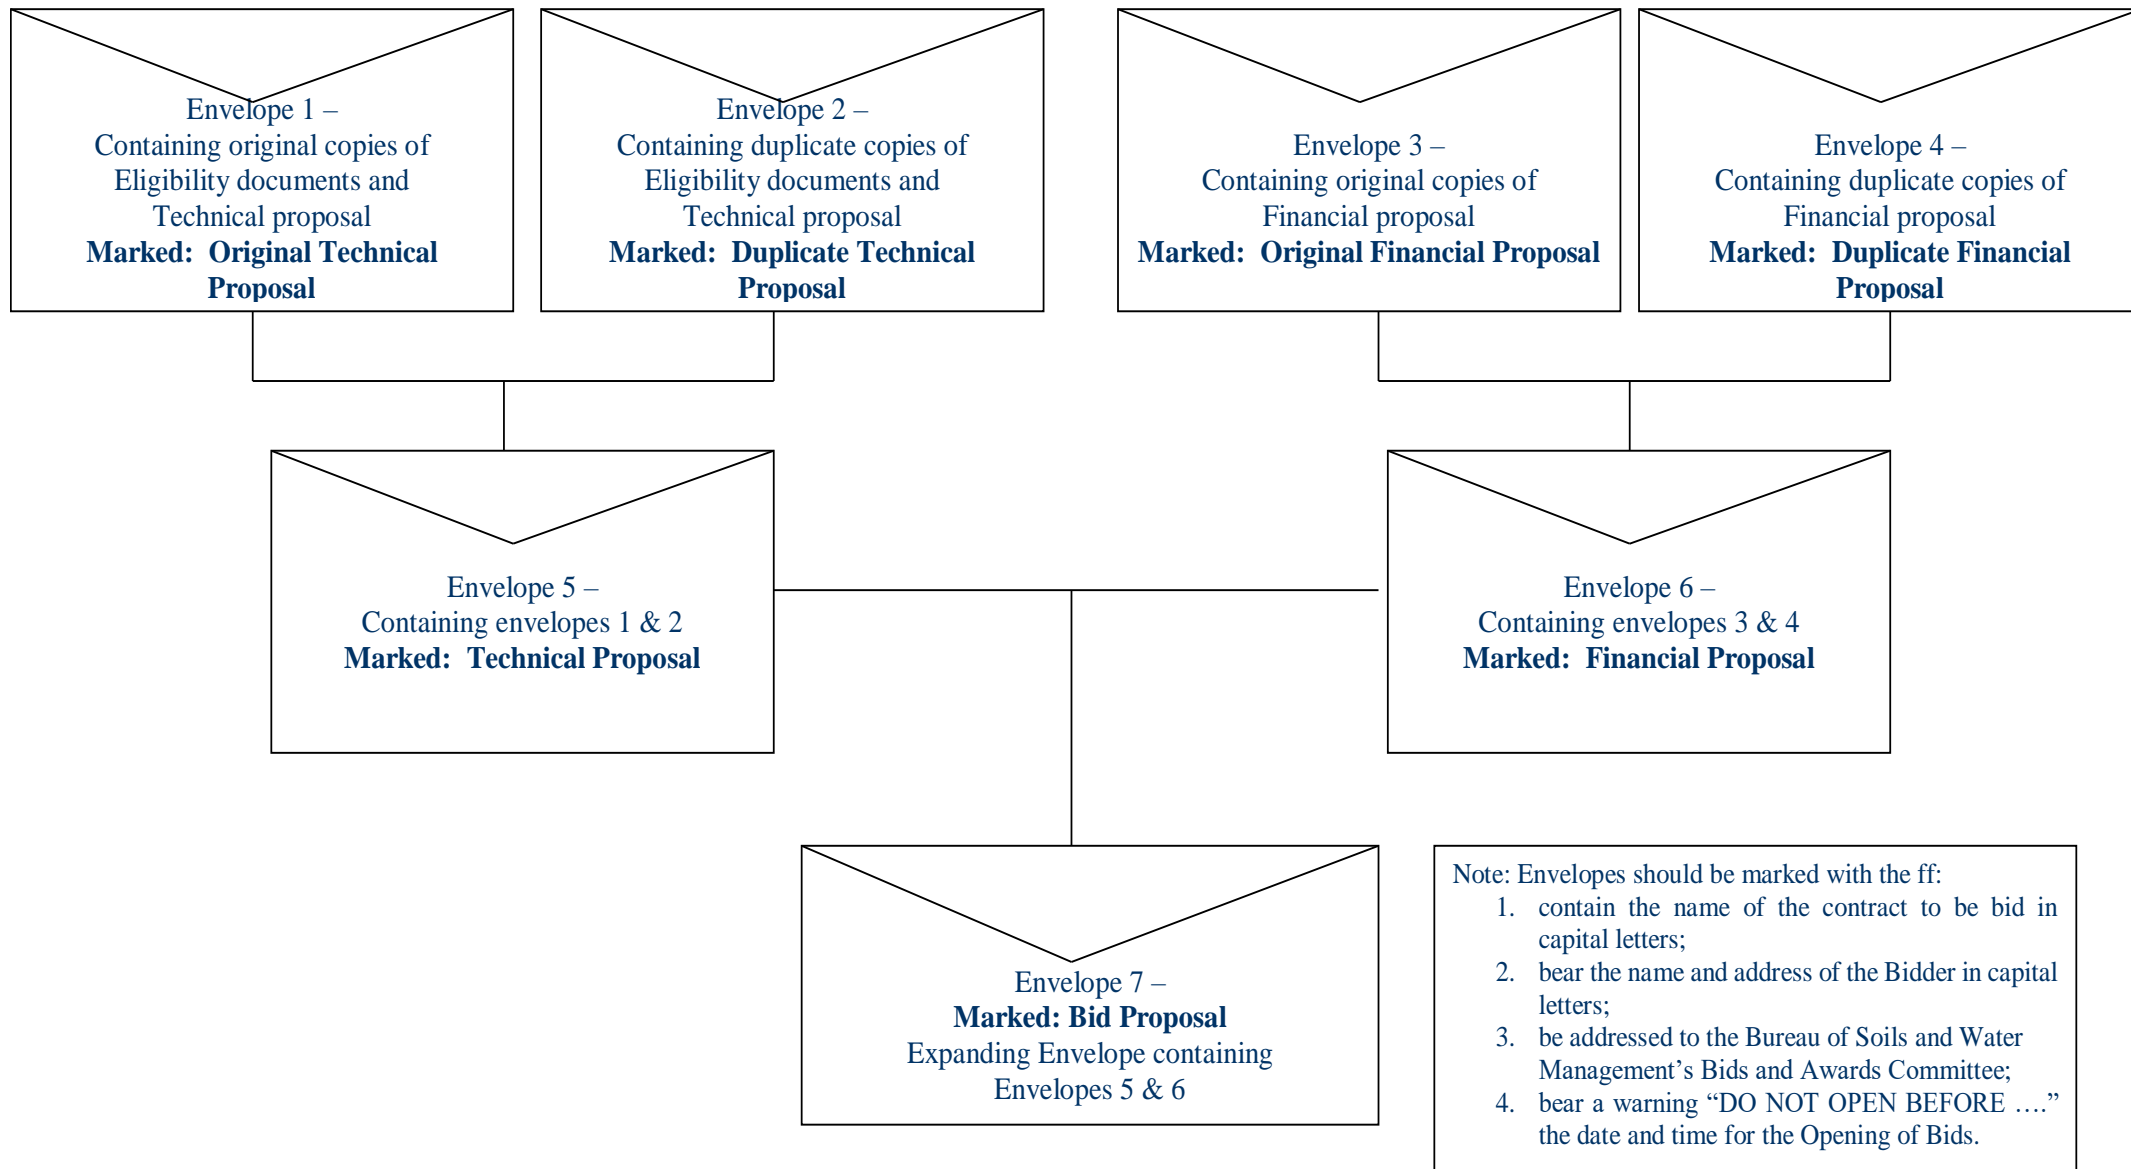 Envelope 1 –
Containing original copies of
Eligibility documents and
Technical proposal
Marked: Original Technical
Proposal
Envelope 2 –
Containing duplicate copies of
Eligibility documents and
Technical proposal
Marked: Duplicate Technical
Proposal
Envelope 3 –
Containing original copies of
Financial proposal
Marked: Original Financial Proposal
Envelope 4 –
Containing duplicate copies of
Financial proposal
Marked: Duplicate Financial
Proposal
Envelope 5 –
Containing envelopes 1 & 2
Marked: Technical Proposal
Envelope 6 –
Containing envelopes 3 & 4
Marked: Financial Proposal
Envelope 7 –
Marked: Bid Proposal
Expanding Envelope containing
Envelopes 5 & 6
Note: Envelopes should be marked with the ff:
1. contain the name of the contract to be bid in
capital letters;
2. bear the name and address of the Bidder in capital
letters;
3. be addressed to the Bureau of Soils and Water
Management’s Bids and Awards Committee;
4. bear a warning “DO NOT OPEN BEFORE ….”
the date and time for the Opening of Bids.